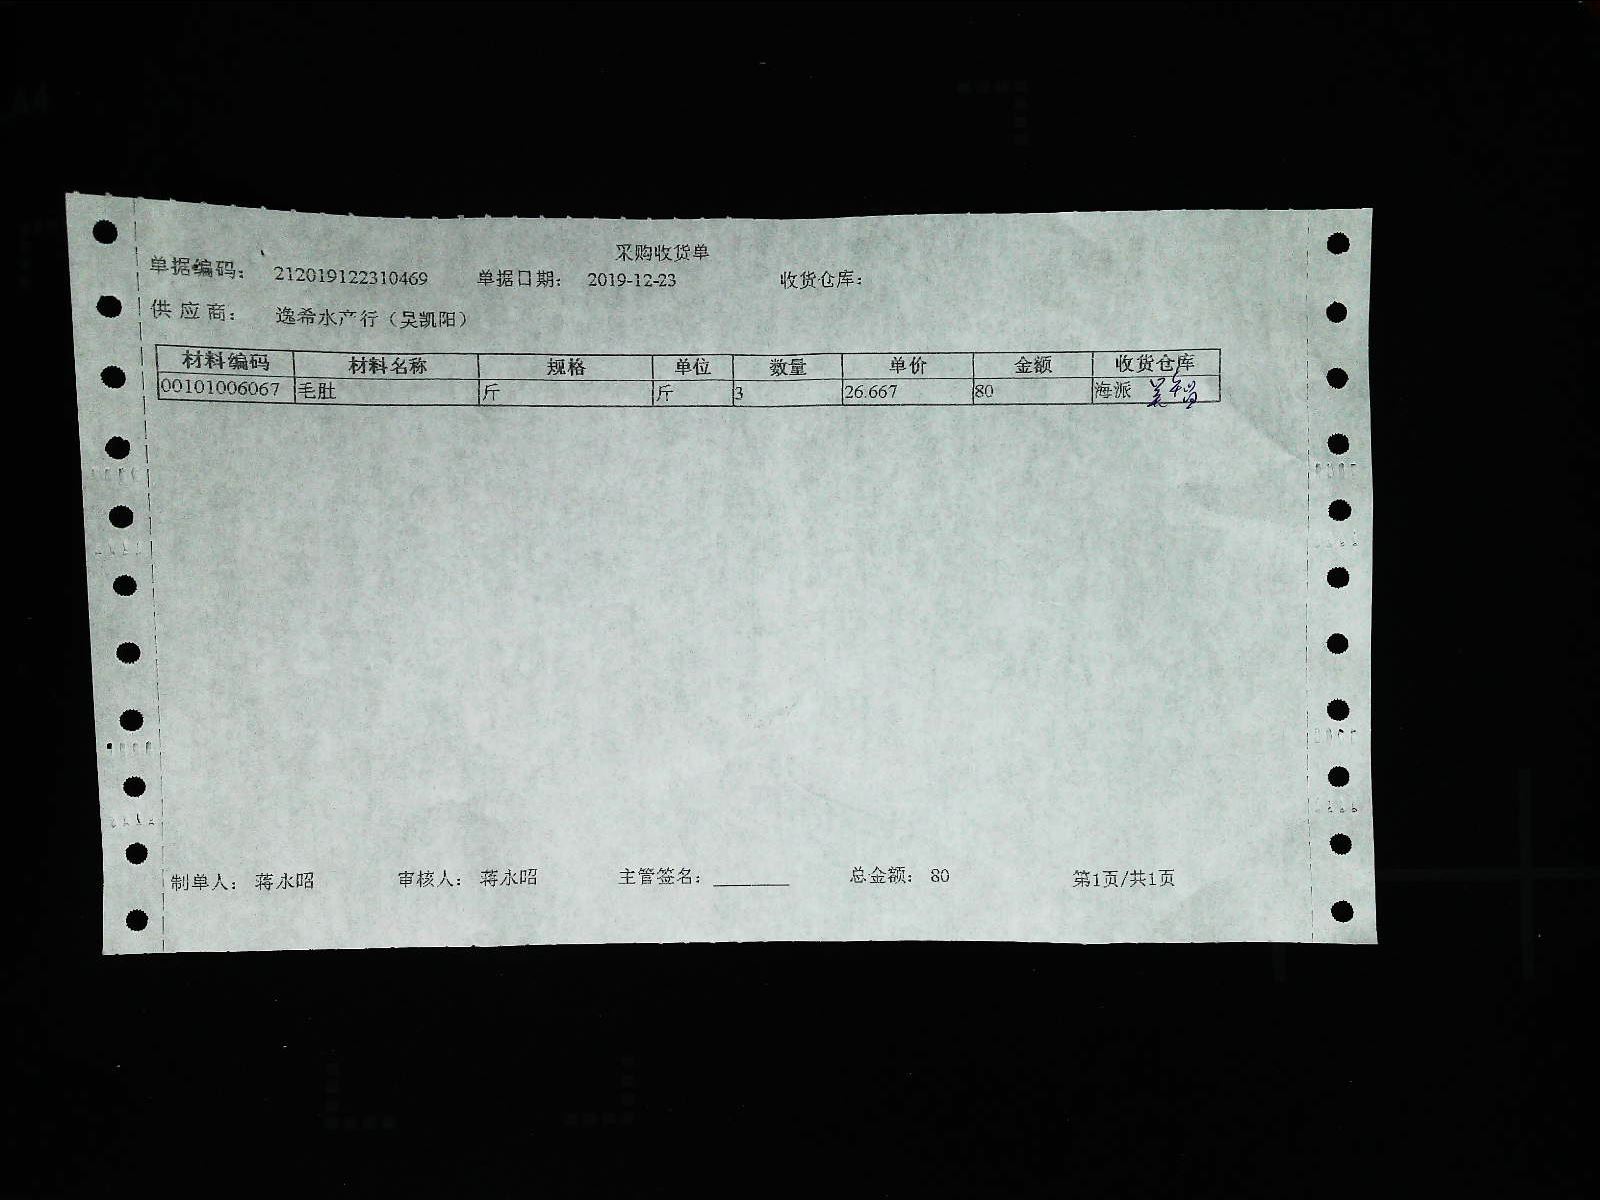 采购收货单
单据编码: 212019122310469 单据日期: 2019-12-23 收货仓库:
供应商: 逸希水产行（吴凯阳）
材料编码 材料名称 规格 单位 数量 单价 金额 收货仓库
00101006067 毛肚 斤 斤 3 26.667 80 海派
制单人: 蒋永昭 审核人: 蒋永昭 主管签名: 总金额: 80 第1页/共1页